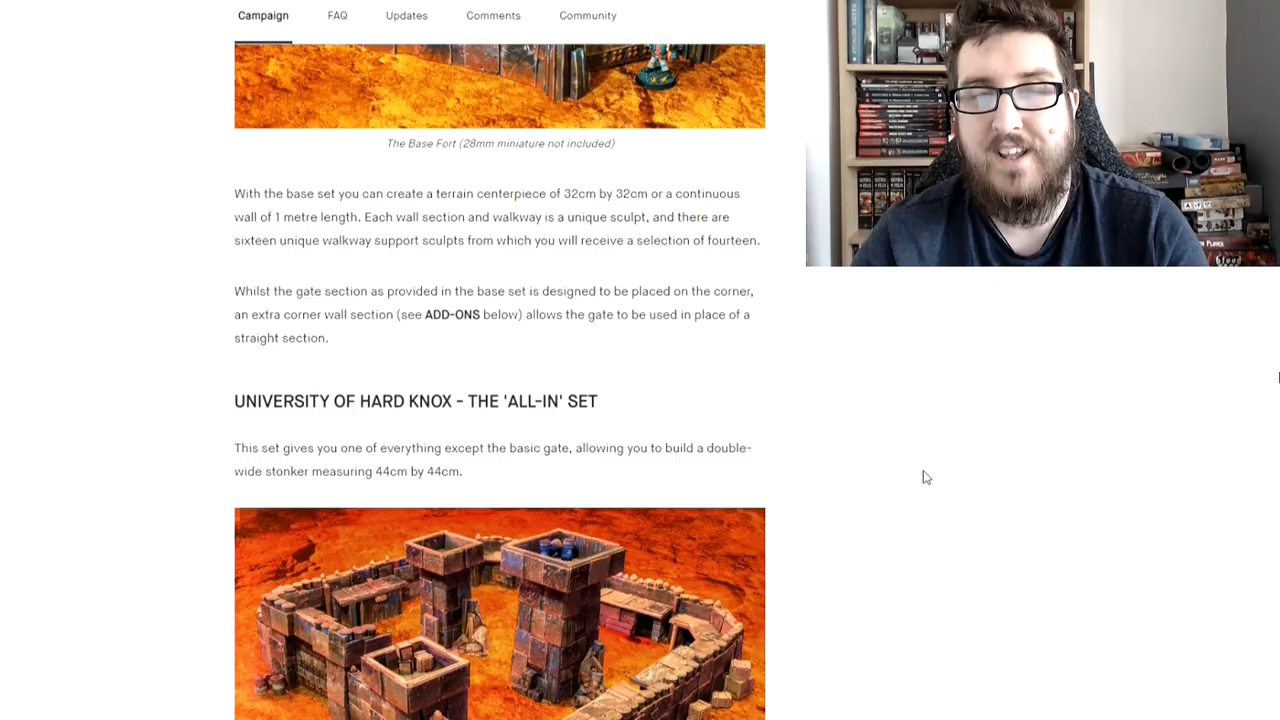 Campaign FAQ Updates Comments Community
The Base Fort (28mm miniature not included)
With the base set you can create a terrain centerpiece of 32cm by 32cm or a continuous
wall of 1 metre length. Each wall section and walkway is a unique sculpt, and there are
sixteen unique walkway support sculpts from which you will receive a selection of fourteen.
Whilst the gate section as provided in the base set is designed to be placed on the corner,
an extra corner wall section (see ADD-ONS below) allows the gate to be used in place of a
straight section.
UNIVERSITY OF HARD KNOX - THE 'ALL-IN' SET
This set gives you one of everything except the basic gate, allowing you to build a double-
wide stonker measuring 44cm by 44cm.